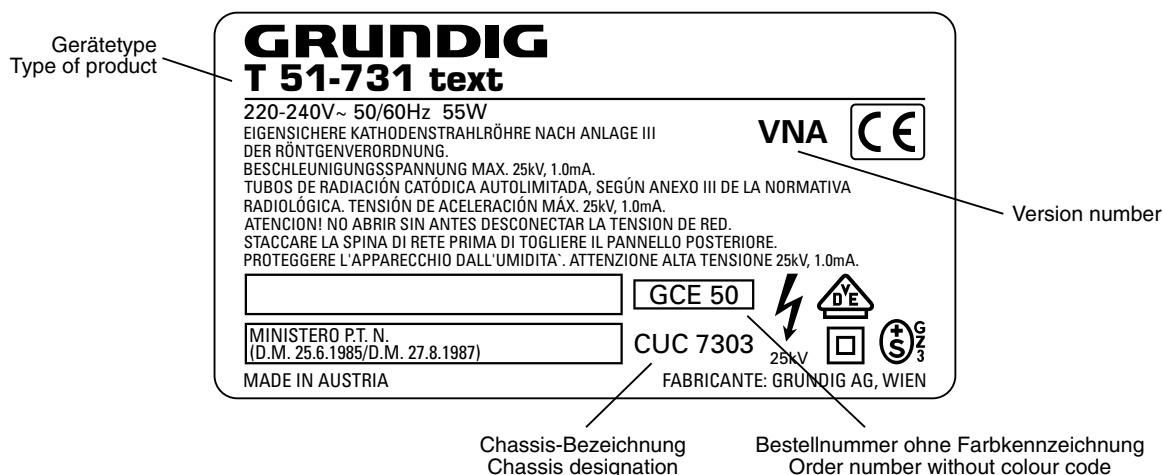 Gerätetype
Type of product
GRUNDIG
T 51-731 text
220-240V~ 50/60Hz 55W
EIGENSICHERE KATHODENSTRAHLRÖHRE NACH ANLAGE III
DER RÖNTGENVERORDNUNG.
BESCHLEUNIGUNGSSPANNUNG MAX. 25kV, 1.0mA.
TUBOS DE RADIACIÓN CATÓDICA AUTOLIMITADA, SEGÚN ANEXO III DE LA NORMATIVA
RADIOLÓGICA. TENSIÓN DE ACELERACIÓN MÁX. 25kV, 1.0mA.
ATENCION! NO ABRIR SIN ANTES DESCONECTAR LA TENSION DE RED.
STACCARE LA SPINA DI RETE PRIMA DI TOGLIERE IL PANNELLO POSTERIORE.
PROTEGGERE L'APPARECCHIO DALL'UMIDITA`. ATTENZIONE ALTA TENSIONE 25kV, 1.0mA.
VNA CE
Version number
GCE 50
DVE
MINISTERO P.T. N.
(D.M. 25.6.1985/D.M. 27.8.1987)
CUC 7303
25kV
+S
GZ3
MADE IN AUSTRIA
FABRICANTE: GRUNDIG AG, WIEN
Chassis-Bezeichnung
Chassis designation
Bestellnummer ohne Farbkennzeichnung
Order number without colour code